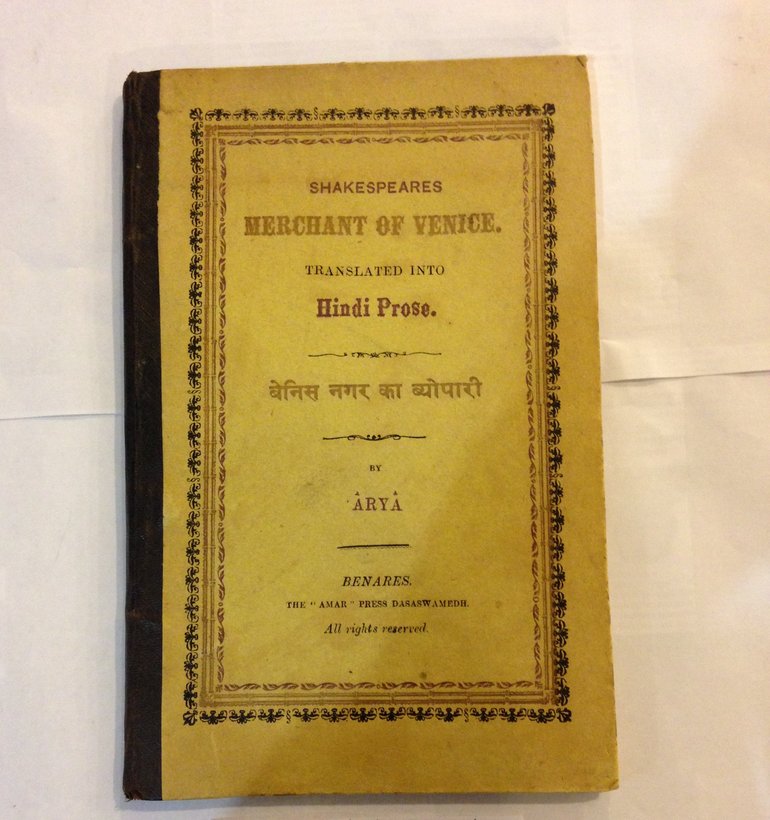 SHAKESPEARES
MERCHANT OF VENICE.
TRANSLATED INTO
Hindi Prose.
बेनिस नगर का ब्योपारी
BY
ÂRYÂ
BENARES.
THE "AMAR" PRESS DASASWAMEDH.
All rights reserved.